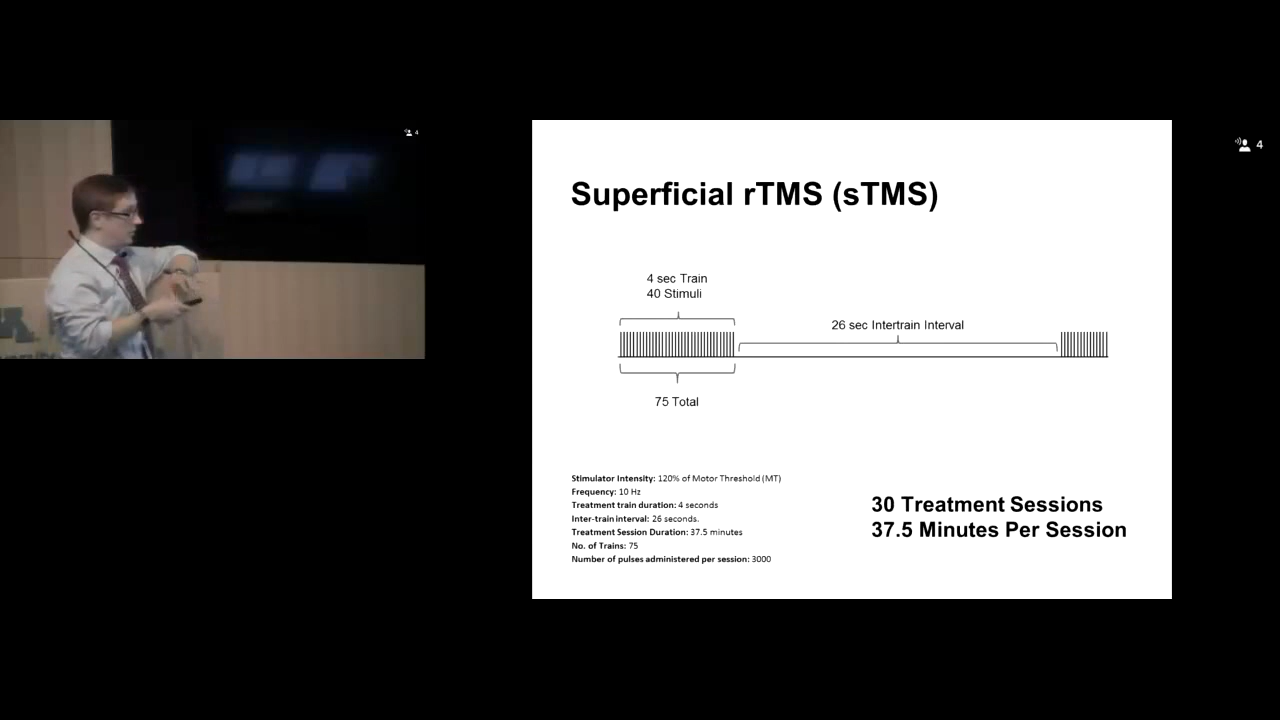 4
4
Superficial rTMS (sTMS)
4 sec Train
40 Stimuli
26 sec Intertrain Interval
75 Total
Stimulator Intensity: 120% of Motor Threshold (MT)
Frequency: 10 Hz
Treatment train duration: 4 seconds
Inter-train interval: 26 seconds.
Treatment Session Duration: 37.5 minutes
No. of Trains: 75
Number of pulses administered per session: 3000
30 Treatment Sessions
37.5 Minutes Per Session